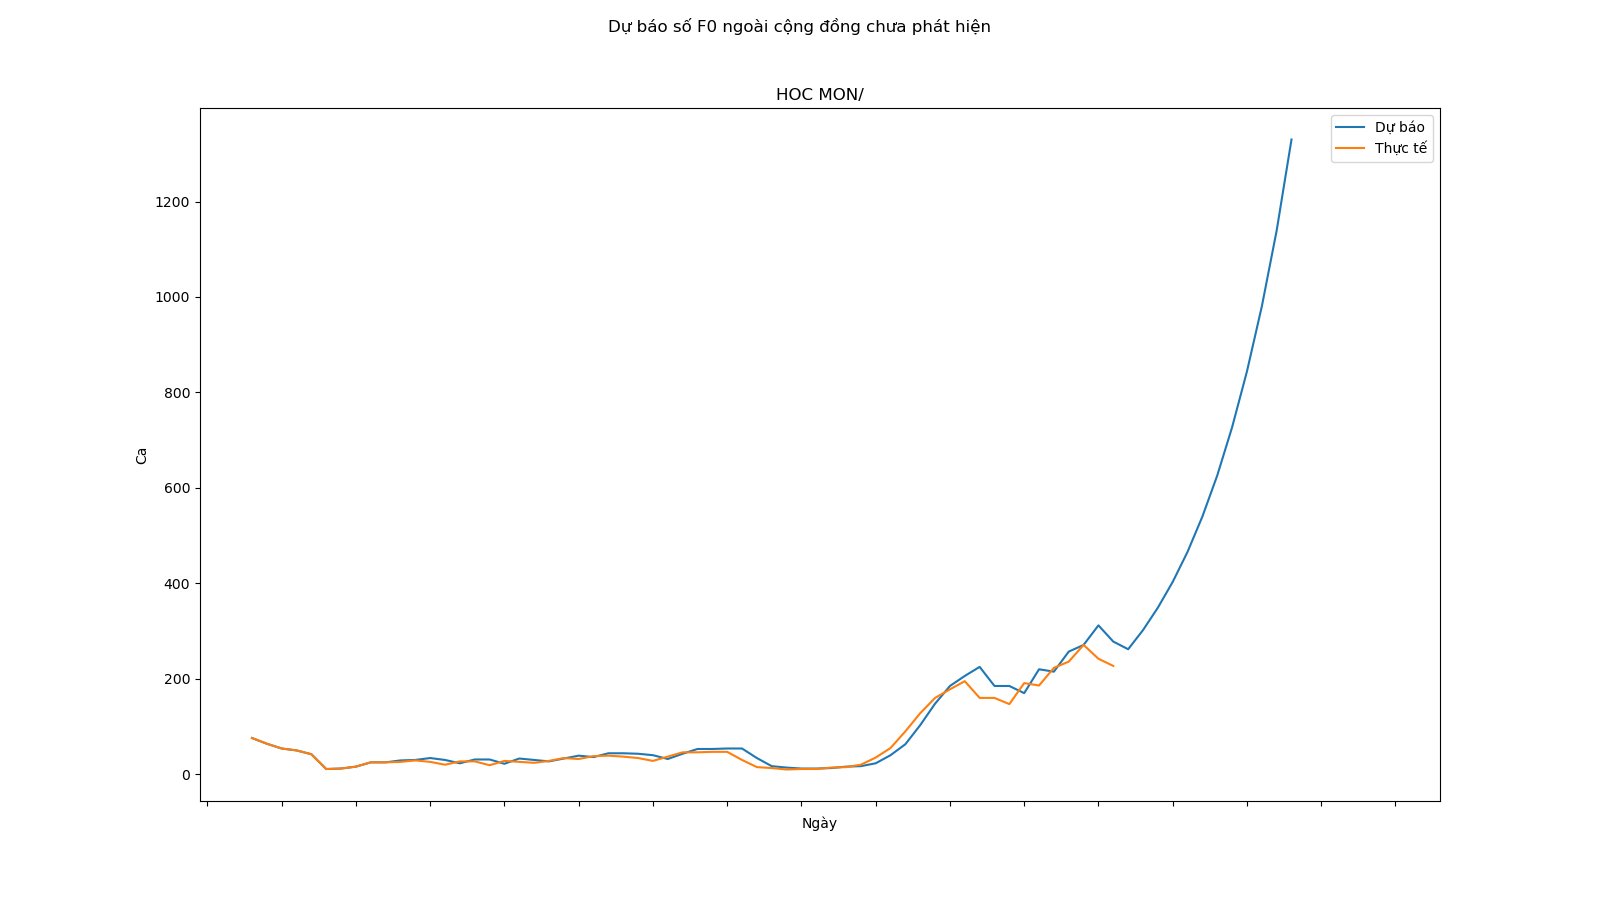 Dự báo số F0 ngoài cộng đồng chưa phát hiện
HOC MON/
Dự báo
Thực tế
1200
1000
800
600
400
200
0
Ca
Ngày